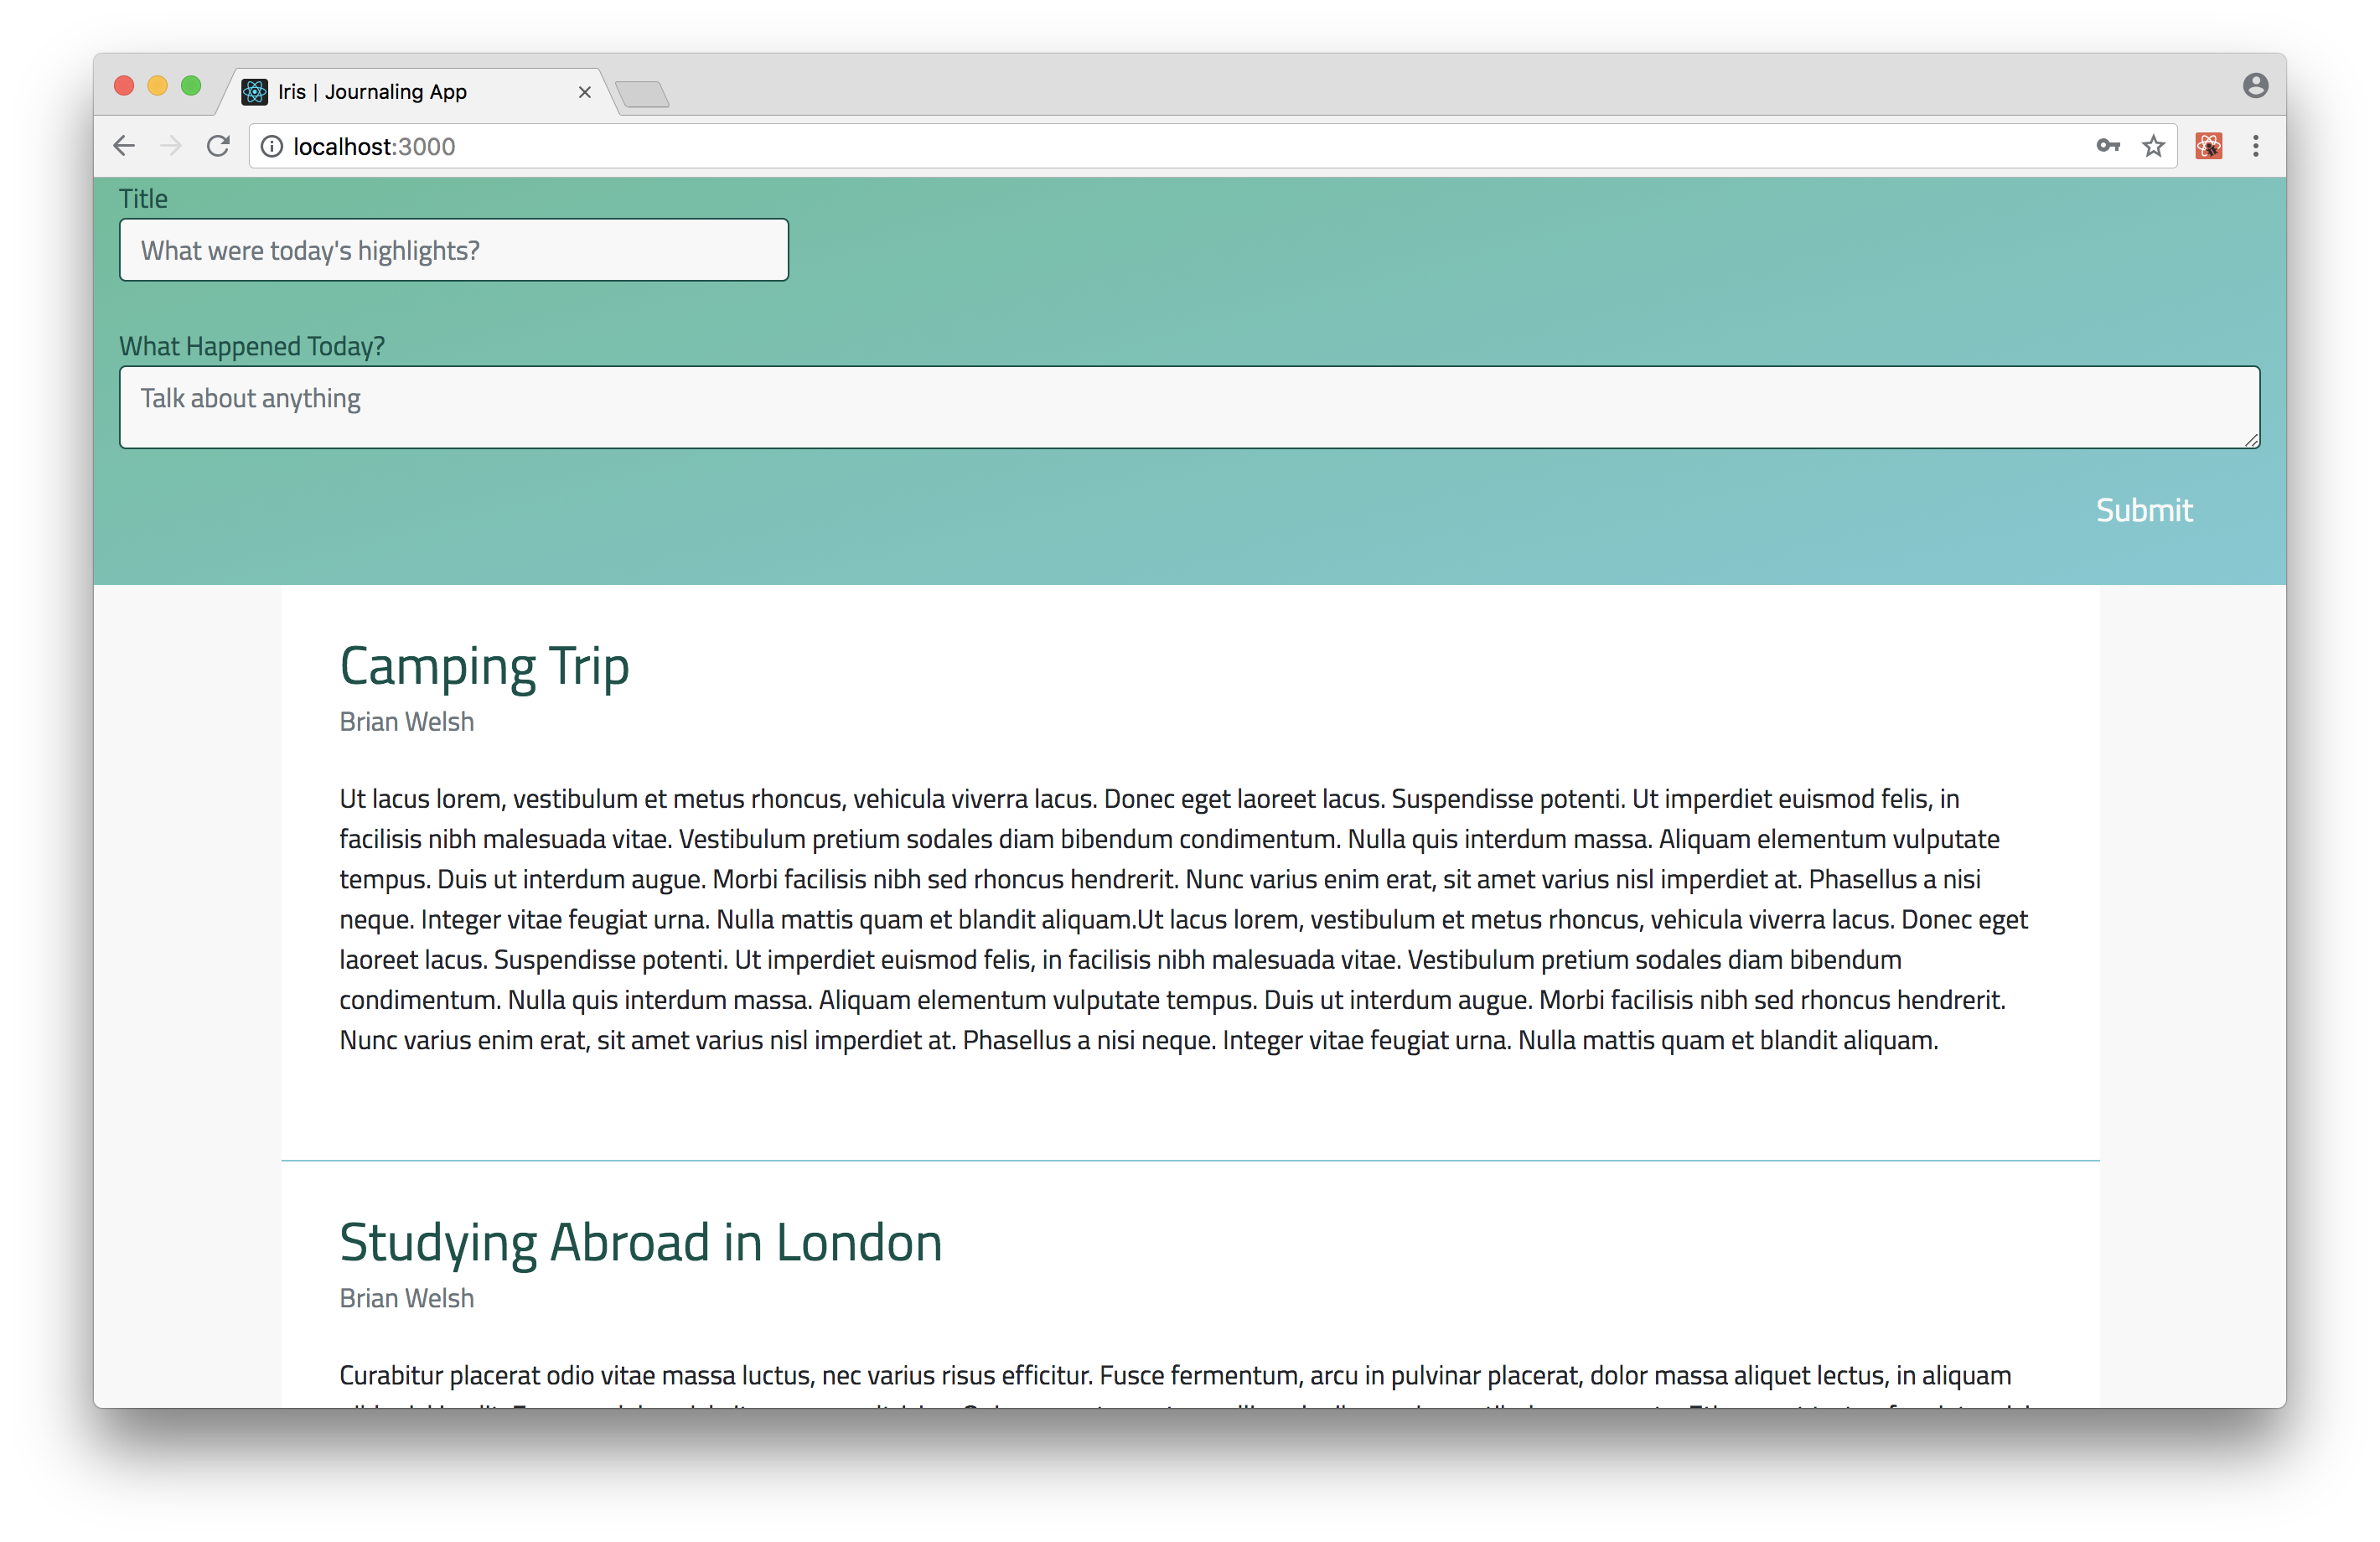 Iris | Journaling App
localhost:3000
Title
What were today's highlights?
What Happened Today?
Talk about anything
Submit
Camping Trip
Brian Welsh
Ut lacus lorem, vestibulum et metus rhoncus, vehicula viverra lacus. Donec eget laoreet lacus. Suspendisse potenti. Ut imperdiet euismod felis, in
facilisis nibh malesuada vitae. Vestibulum pretium sodales diam bibendum condimentum. Nulla quis interdum massa. Aliquam elementum vulputate
tempus. Duis ut interdum augue. Morbi facilisis nibh sed rhoncus hendrerit. Nunc varius enim erat, sit amet varius nisl imperdiet at. Phasellus a nisi
neque. Integer vitae feugiat urna. Nulla mattis quam et blandit aliquam.Ut lacus lorem, vestibulum et metus rhoncus, vehicula viverra lacus. Donec eget
laoreet lacus. Suspendisse potenti. Ut imperdiet euismod felis, in facilisis nibh malesuada vitae. Vestibulum pretium sodales diam bibendum
condimentum. Nulla quis interdum massa. Aliquam elementum vulputate tempus. Duis ut interdum augue. Morbi facilisis nibh sed rhoncus hendrerit.
Nunc varius enim erat, sit amet varius nisl imperdiet at. Phasellus a nisi neque. Integer vitae feugiat urna. Nulla mattis quam et blandit aliquam.
Studying Abroad in London
Brian Welsh
Curabitur placerat odio vitae massa luctus, nec varius risus efficitur. Fusce fermentum, arcu in pulvinar placerat, dolor massa aliquet lectus, in aliquam